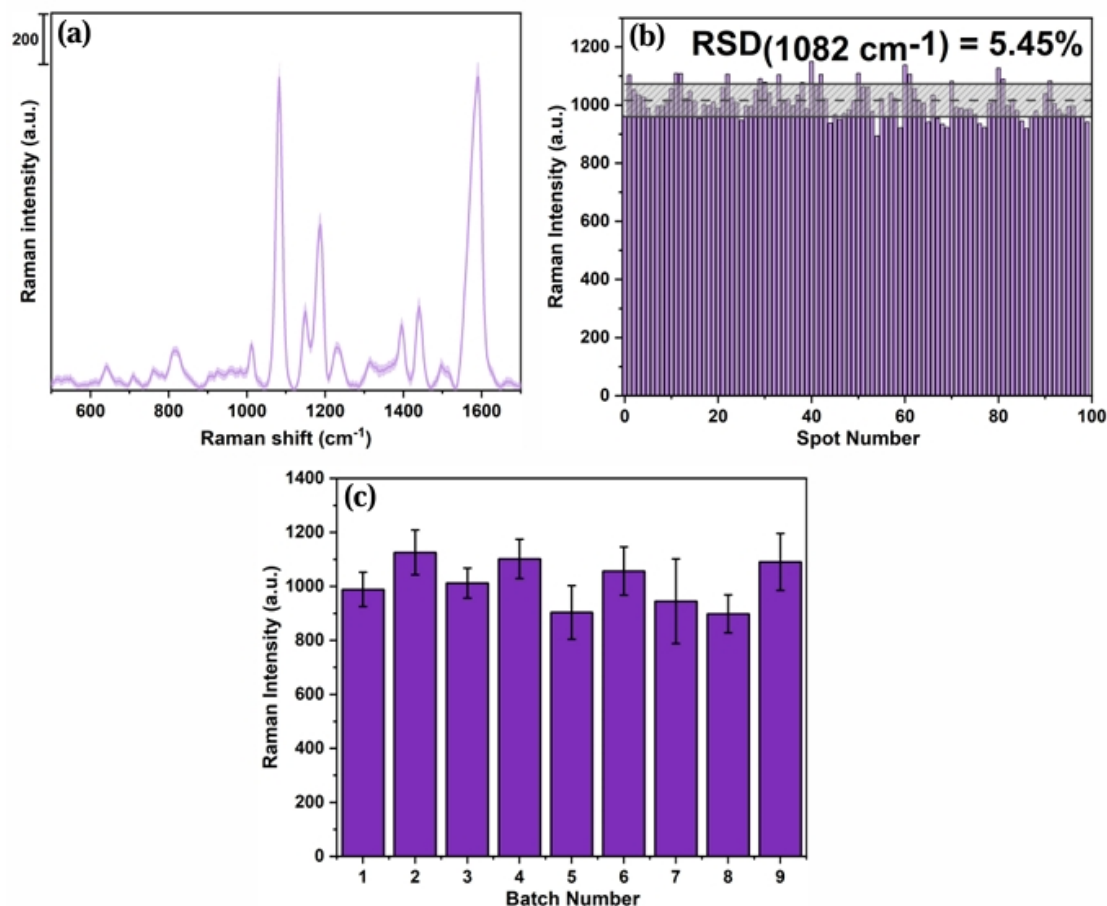 (a)
200
Raman intensity (a.u.)
600 800 1000 1200 1400 1600
Raman shift (cm⁻¹)
(b)
RSD(1082 cm-1) = 5.45%
1200
1000
800
600
400
200
0
Raman Intensity (a.u.)
0 20 40 60 80 100
Spot Number
(c)
1400
1200
1000
800
600
400
200
0
Raman Intensity (a.u.)
1 2 3 4 5 6 7 8 9
Batch Number